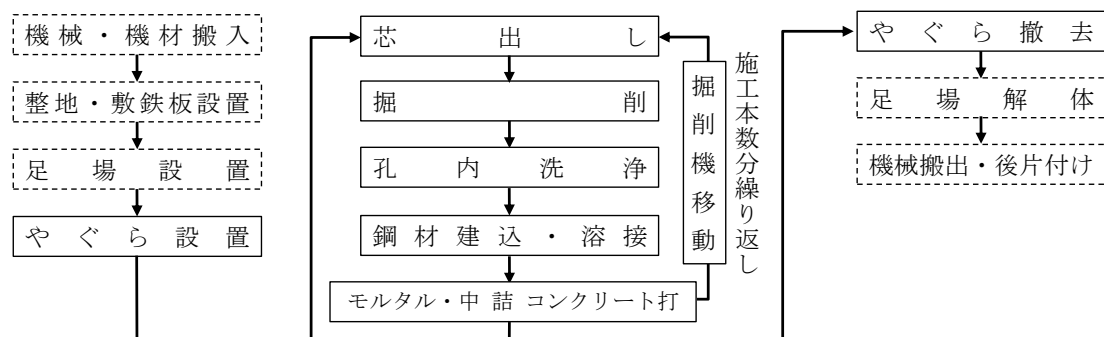 機械・機材搬入
整地・敷鉄板設置
足場設置
やぐら設置
芯出し
掘削
孔内洗浄
鋼材建込・溶接
モルタル・中詰コンクリート打
掘削機移動
施工本数分繰り返し
やぐら撤去
足場解体
機械搬出・後片付け